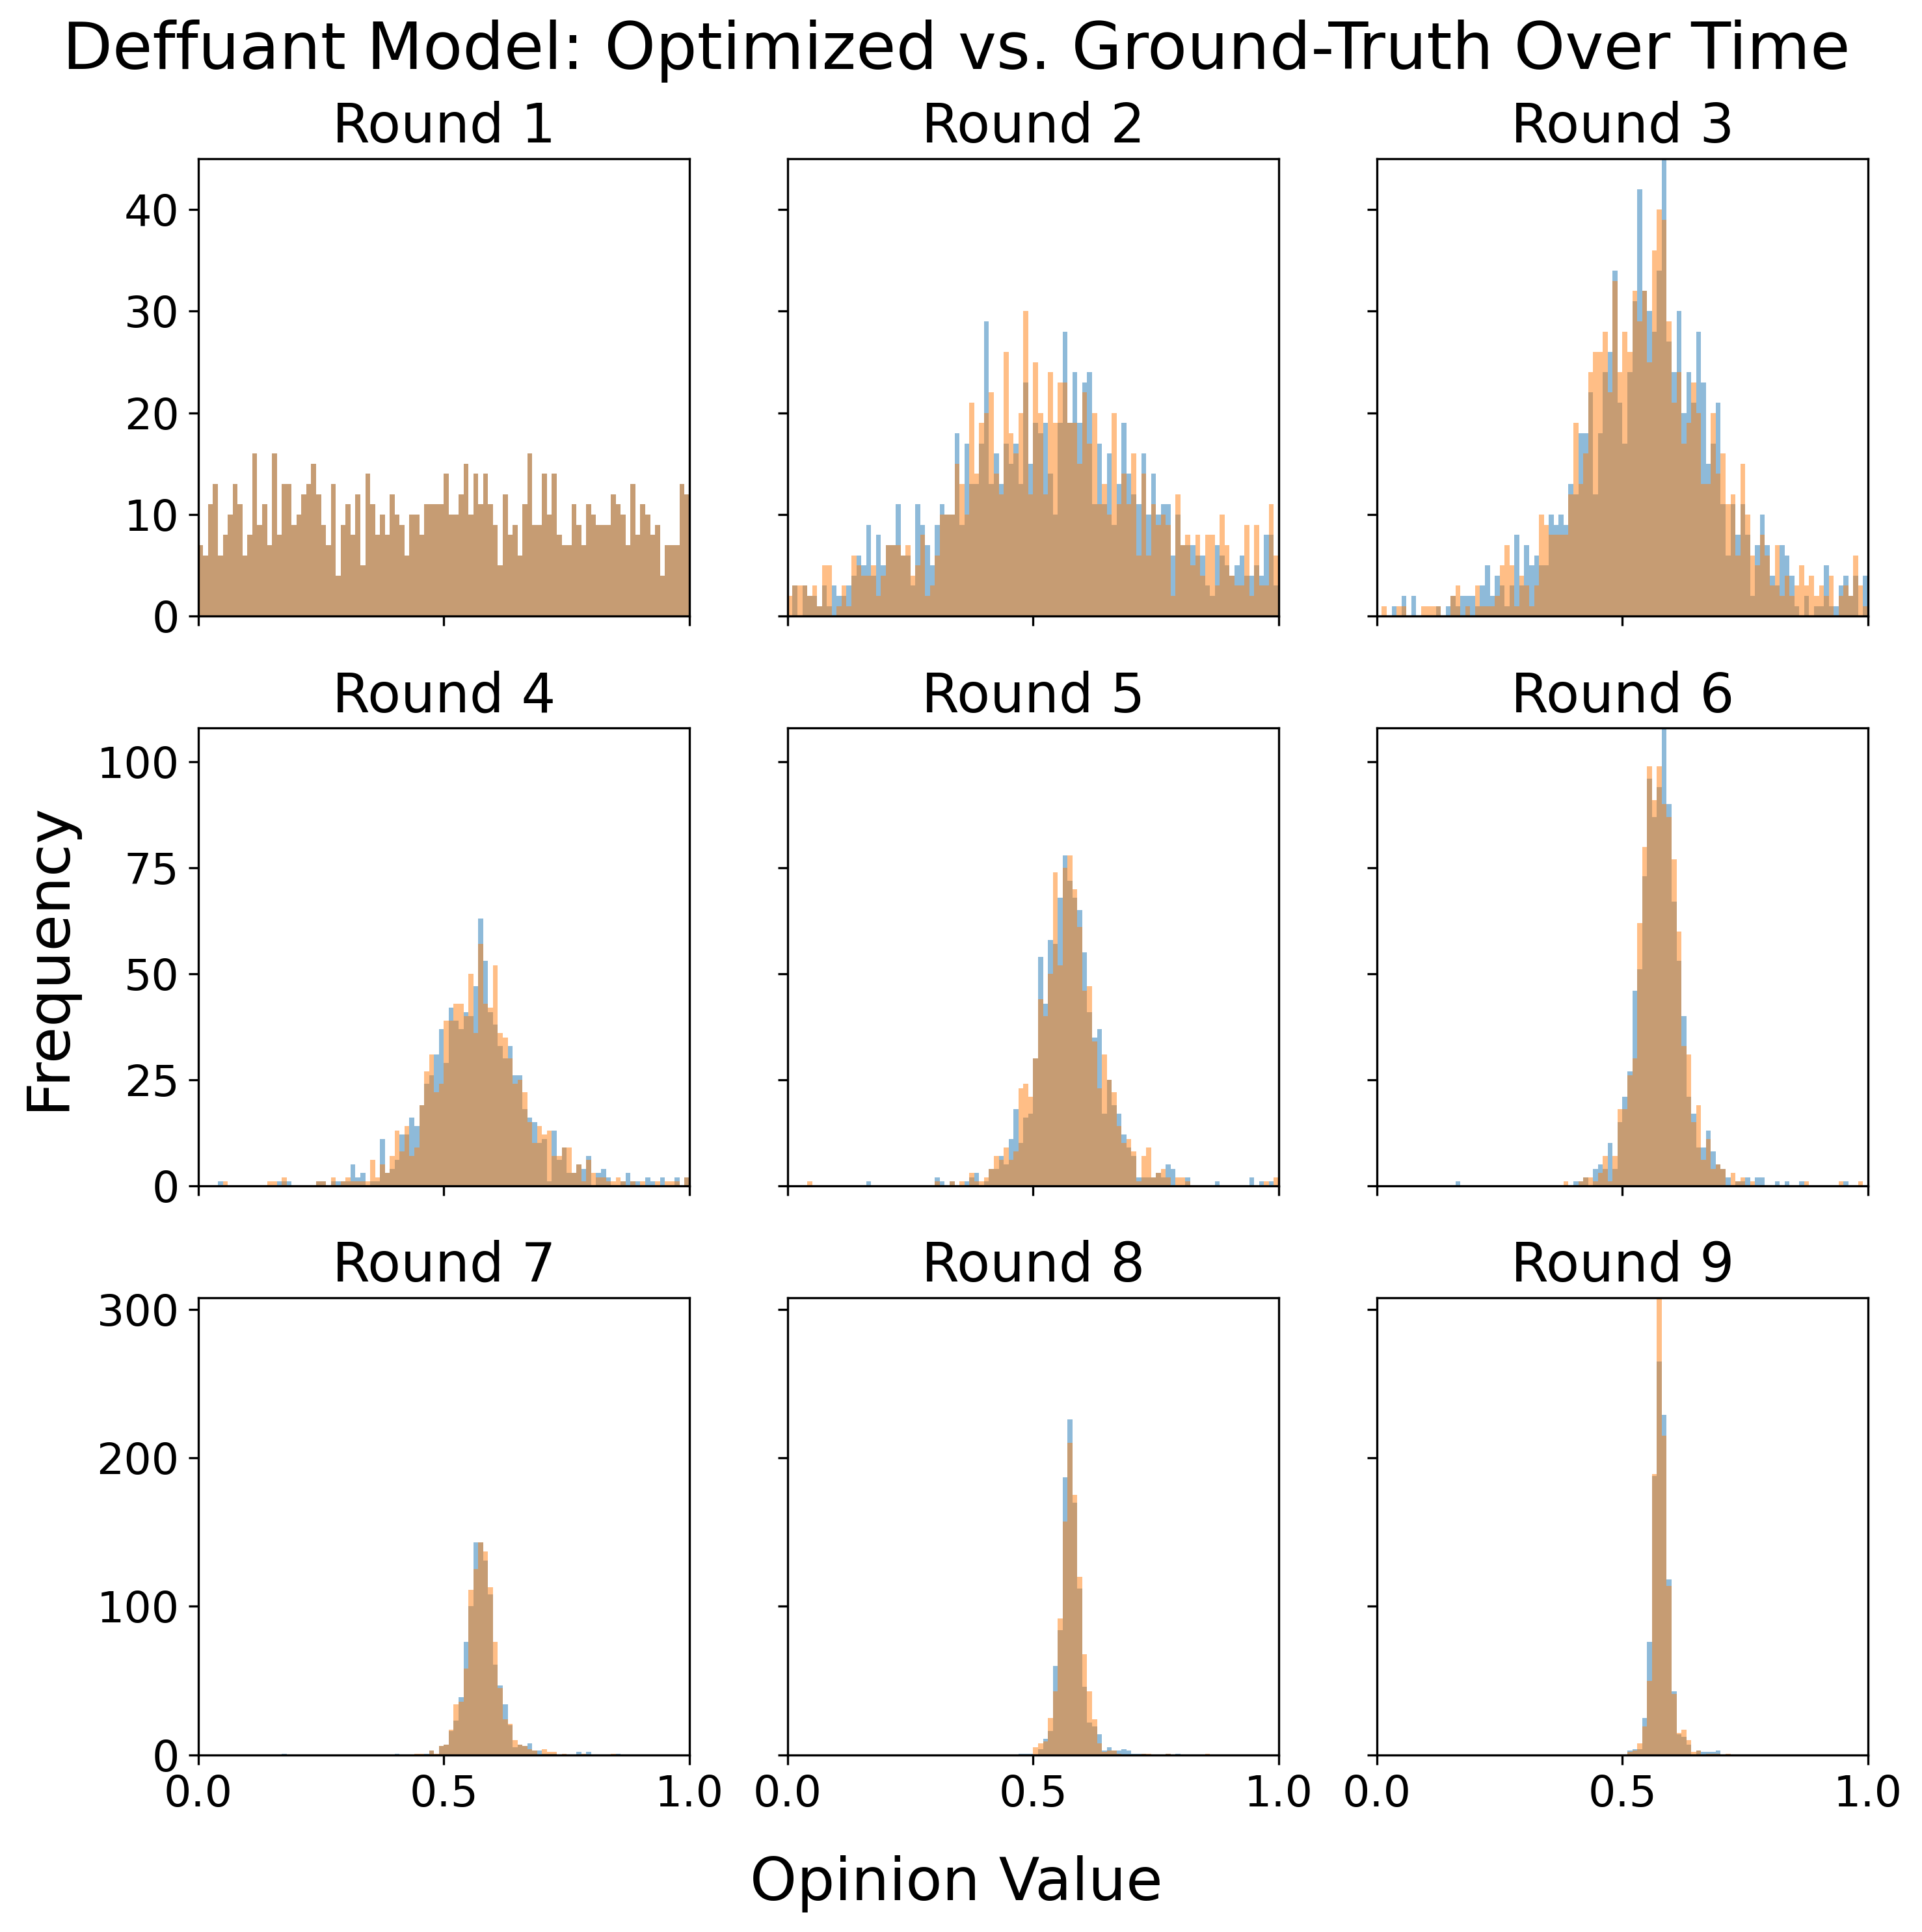 Deffuant Model: Optimized vs. Ground-Truth Over Time
Round 1
Round 2
Round 3
40
30
20
10
0
Round 4
Round 5
Round 6
100
75
50
25
0
Frequency
Round 7
Round 8
Round 9
300
200
100
0
0.0 0.5 1.0 0.0 0.5 1.0 0.0 0.5 1.0
Opinion Value